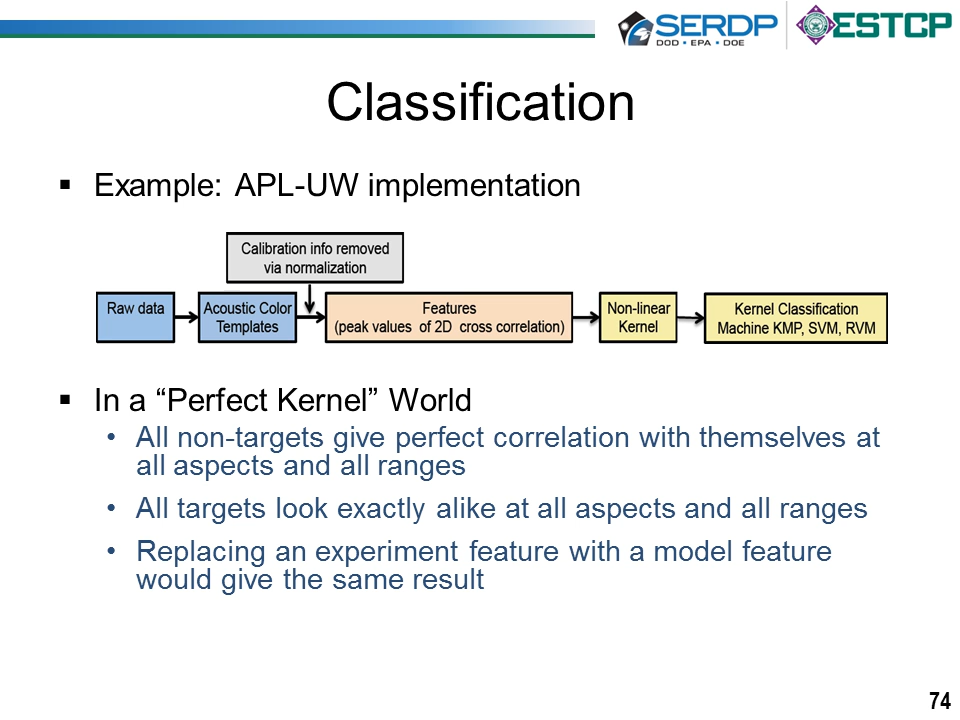 SERDP
DOD • EPA • DOE
ESTCP
Classification
▪ Example: APL-UW implementation
Calibration info removed
via normalization
Raw data
Acoustic Color
Templates
Features
(peak values of 2D cross correlation)
Non-linear
Kernel
Kernel Classification
Machine KMP, SVM, RVM
▪ In a “Perfect Kernel” World
• All non-targets give perfect correlation with themselves at
all aspects and all ranges
• All targets look exactly alike at all aspects and all ranges
• Replacing an experiment feature with a model feature
would give the same result
74